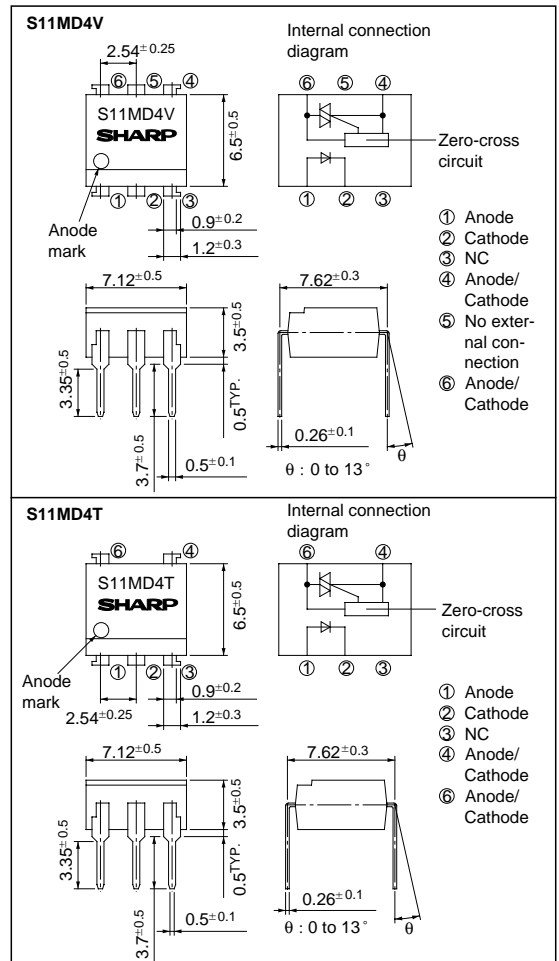 S11MD4V
2.54±0.25
Internal connection
diagram
⑥ ⑤ ④
⑥ ⑤ ④
S11MD4V
SHARP
6.5±0.5
Zero-cross
circuit
① ② ③
① ② ③
Anode
mark
0.9±0.2
1.2±0.3
① Anode
② Cathode
③ NC
④ Anode/
Cathode
⑤ No exter-
nal con-
nection
⑥ Anode/
Cathode
7.12±0.5
7.62±0.3
3.5±0.5
3.35±0.5
0.5TYP.
3.7±0.5
0.5±0.1
0.26±0.1
θ
θ : 0 to 13°
S11MD4T
Internal connection
diagram
⑥ ④
⑥ ④
S11MD4T
SHARP
6.5±0.5
Zero-cross
circuit
① ② ③
① ② ③
Anode
mark
2.54±0.25
0.9±0.2
1.2±0.3
① Anode
② Cathode
③ NC
④ Anode/
Cathode
⑥ Anode/
Cathode
7.12±0.5
7.62±0.3
3.5±0.5
3.35±0.5
0.5TYP.
3.7±0.5
0.5±0.1
0.26±0.1
θ : 0 to 13°
θ